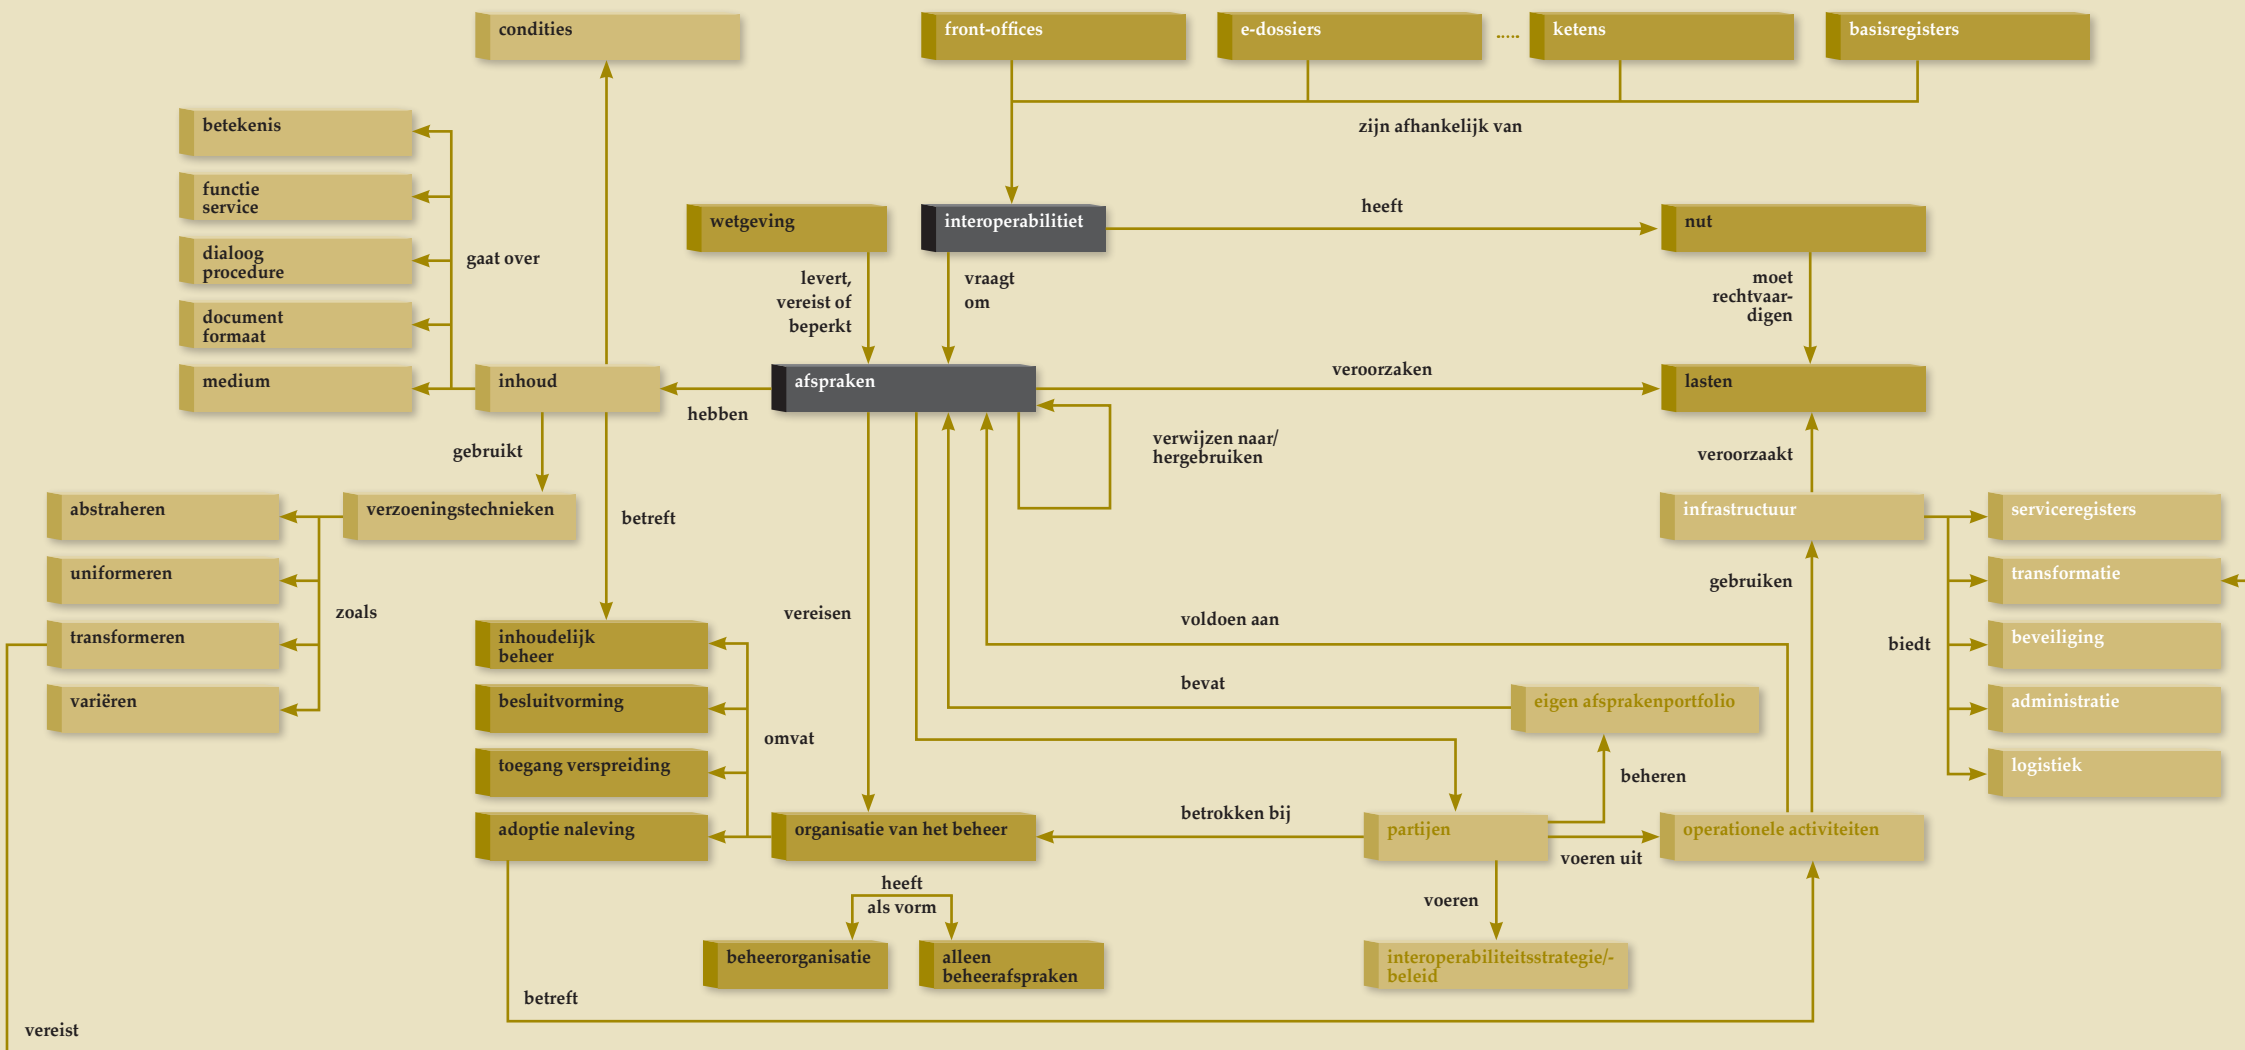 condities
front-offices
e-dossiers
.....
ketens
basisregisters
betekenis
zijn afhankelijk van
functie
service
wetgeving
interoperabilitiet
heeft
nut
dialoog
procedure
gaat over
levert,
vereist of
beperkt
vraagt
om
moet
rechtvaar-
digen
document
formaat
medium
inhoud
hebben
afspraken
veroorzaken
lasten
verwijzen naar/
hergebruiken
gebruikt
veroorzaakt
abstraheren
verzoeningstechnieken
betreft
infrastructuur
serviceregisters
uniformeren
gebruiken
transformatie
zoals
vereisen
voldoen aan
transformeren
inhoudelijk
beheer
biedt
beveiliging
variëren
besluitvorming
bevat
eigen afsprakenportfolio
administratie
omvat
toegang verspreiding
beheren
logistiek
adoptie naleving
organisatie van het beheer
betrokken bij
partijen
voeren uit
operationele activiteiten
heeft
als vorm
voeren
beheerorganisatie
alleen
beheerafspraken
interoperabiliteitsstrategie/-
beleid
betreft
vereist